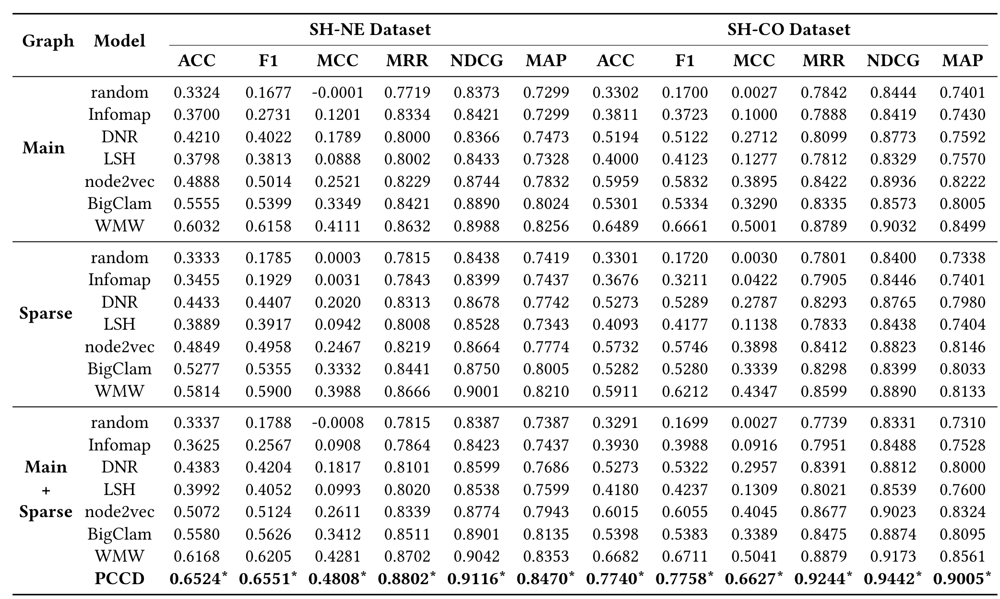 SH-NE Dataset SH-CO Dataset
Graph Model
ACC F1 MCC MRR NDCG MAP ACC F1 MCC MRR NDCG MAP
random 0.3324 0.1677 -0.0001 0.7719 0.8373 0.7299 0.3302 0.1700 0.0027 0.7842 0.8444 0.7401
Infomap 0.3700 0.2731 0.1201 0.8334 0.8421 0.7299 0.3811 0.3723 0.1000 0.7888 0.8419 0.7430
DNR 0.4210 0.4022 0.1789 0.8000 0.8366 0.7473 0.5194 0.5122 0.2712 0.8099 0.8773 0.7592
Main
LSH 0.3798 0.3813 0.0888 0.8002 0.8433 0.7328 0.4000 0.4123 0.1277 0.7812 0.8329 0.7570
node2vec 0.4888 0.5014 0.2521 0.8229 0.8744 0.7832 0.5959 0.5832 0.3895 0.8422 0.8936 0.8222
BigClam 0.5555 0.5399 0.3349 0.8421 0.8890 0.8024 0.5301 0.5334 0.3290 0.8335 0.8573 0.8005
WMW 0.6032 0.6158 0.4111 0.8632 0.8988 0.8256 0.6489 0.6661 0.5001 0.8789 0.9032 0.8499
random 0.3333 0.1785 0.0003 0.7815 0.8438 0.7419 0.3301 0.1720 0.0030 0.7801 0.8400 0.7338
Infomap 0.3455 0.1929 0.0031 0.7843 0.8399 0.7437 0.3676 0.3211 0.0422 0.7905 0.8446 0.7401
DNR 0.4433 0.4407 0.2020 0.8313 0.8678 0.7742 0.5273 0.5289 0.2787 0.8293 0.8765 0.7980
Sparse
LSH 0.3889 0.3917 0.0942 0.8008 0.8528 0.7343 0.4093 0.4177 0.1138 0.7833 0.8438 0.7404
node2vec 0.4849 0.4958 0.2467 0.8219 0.8664 0.7774 0.5732 0.5746 0.3898 0.8412 0.8823 0.8146
BigClam 0.5277 0.5355 0.3332 0.8441 0.8750 0.8005 0.5282 0.5280 0.3339 0.8298 0.8399 0.8033
WMW 0.5814 0.5900 0.3988 0.8666 0.9001 0.8210 0.5911 0.6212 0.4347 0.8599 0.8890 0.8133
random 0.3337 0.1788 -0.0008 0.7815 0.8387 0.7387 0.3291 0.1699 0.0027 0.7739 0.8331 0.7310
Infomap 0.3625 0.2567 0.0908 0.7864 0.8423 0.7437 0.3930 0.3988 0.0916 0.7951 0.8488 0.7528
Main DNR 0.4383 0.4204 0.1817 0.8101 0.8599 0.7686 0.5273 0.5322 0.2957 0.8391 0.8812 0.8000
+ LSH 0.3992 0.4052 0.0993 0.8020 0.8538 0.7599 0.4180 0.4237 0.1309 0.8021 0.8539 0.7600
Sparse node2vec 0.5072 0.5124 0.2611 0.8339 0.8774 0.7943 0.6015 0.6055 0.4045 0.8677 0.9023 0.8324
BigClam 0.5580 0.5626 0.3412 0.8511 0.8901 0.8135 0.5398 0.5383 0.3389 0.8475 0.8874 0.8095
WMW 0.6168 0.6205 0.4281 0.8702 0.9042 0.8353 0.6682 0.6711 0.5041 0.8879 0.9173 0.8561
PCCD 0.6524* 0.6551* 0.4808* 0.8802* 0.9116* 0.8470* 0.7740* 0.7758* 0.6627* 0.9244* 0.9442* 0.9005*